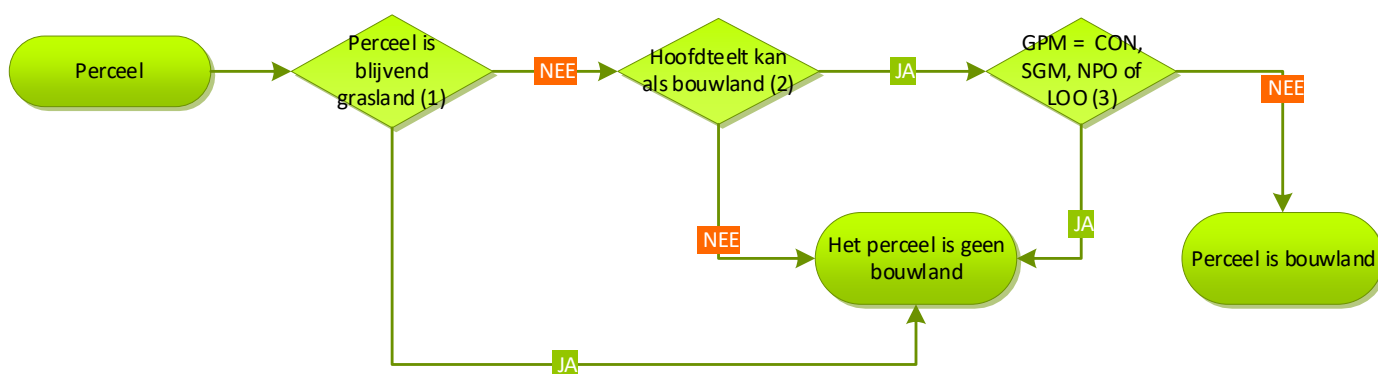 Perceel
Perceel is
blijvend
grasland (1)
NEE
Hoofdteelt kan
als bouwland (2)
JA
GPM = CON,
SGM, NPO of
LOO (3)
NEE
NEE
JA
Het perceel is geen
bouwland
Perceel is bouwland
JA